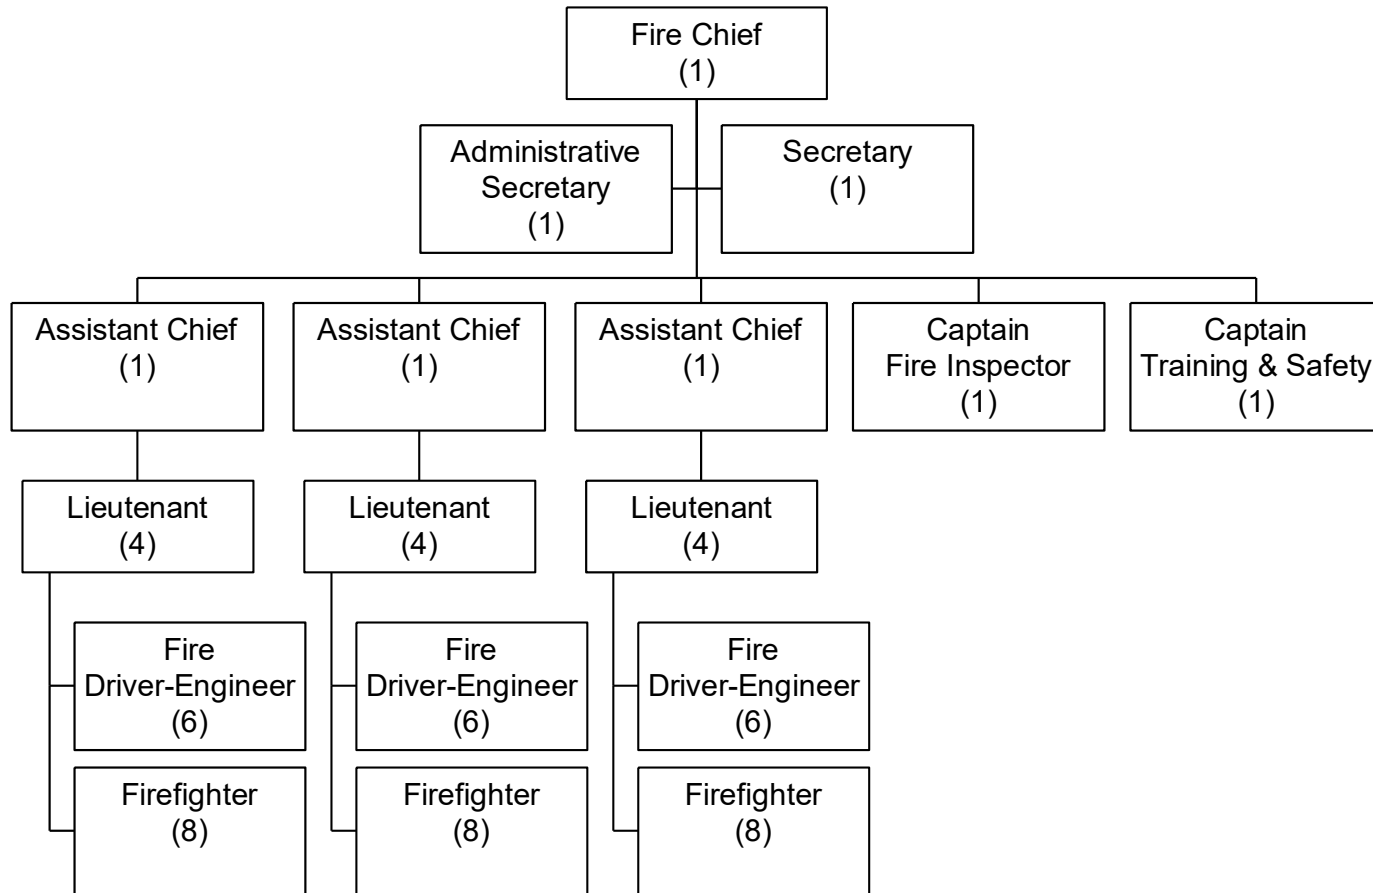 Fire Chief
(1)
Administrative
Secretary
(1)
Secretary
(1)
Assistant Chief
(1)
Assistant Chief
(1)
Assistant Chief
(1)
Captain
Fire Inspector
(1)
Captain
Training & Safety
(1)
Lieutenant
(4)
Lieutenant
(4)
Lieutenant
(4)
Fire
Driver-Engineer
(6)
Fire
Driver-Engineer
(6)
Fire
Driver-Engineer
(6)
Firefighter
(8)
Firefighter
(8)
Firefighter
(8)